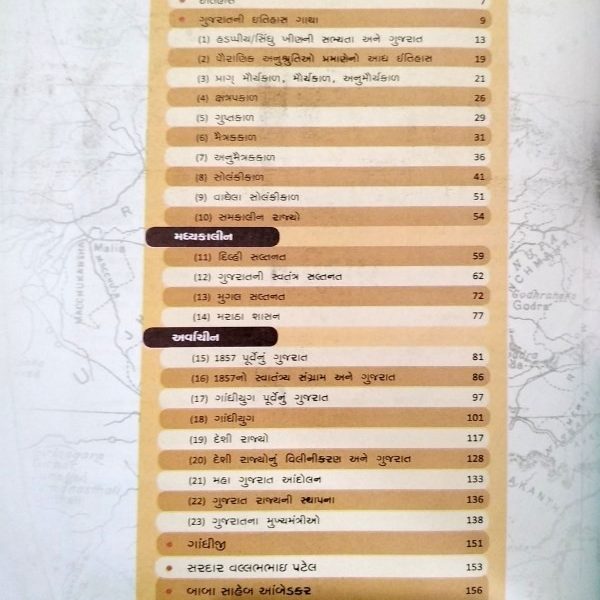 ઇતિહાસ 7
• ગુજરાતની ઇતિહાસ ગાથા 9
(1) હડપ્પીય/સિંધુ ખીણની સભ્યતા અને ગુજરાત 13
(2) પૌરાણિક અનુશ્રુતિઓ પ્રમાણેનો આદ્ય ઇતિહાસ 19
(3) પ્રાગ્ મૌર્યકાળ, મૌર્યકાળ, અનુમૌર્યકાળ 21
(4) ક્ષત્રપકાળ 26
(5) ગુપ્તકાળ 29
(6) મૈત્રકકાળ 31
(7) અનુમૈત્રકકાળ 36
(8) સોલંકીકાળ 41
(9) વાઘેલા સોલંકીકાળ 51
(10) સમકાલીન રાજ્યો 54
મધ્યકાલીન
(11) દિલ્હી સલ્તનત 59
(12) ગુજરાતની સ્વતંત્ર સલ્તનત 62
(13) મુગલ સલ્તનત 72
(14) મરાઠા શાસન 77
અર્વાચીન
(15) 1857 પૂર્વેનું ગુજરાત 81
(16) 1857નો સ્વાતંત્ર્ય સંગ્રામ અને ગુજરાત 86
(17) ગાંધીયુગ પૂર્વેનું ગુજરાત 97
(18) ગાંધીયુગ 101
(19) દેશી રાજ્યો 117
(20) દેશી રાજ્યોનું વિલીનીકરણ અને ગુજરાત 128
(21) મહા ગુજરાત આંદોલન 133
(22) ગુજરાત રાજ્યની સ્થાપના 136
(23) ગુજરાતના મુખ્યમંત્રીઓ 138
• ગાંધીજી 151
• સરદાર વલ્લભભાઇ પટેલ 153
• બાબા સાહેબ આંબેડકર 156
Malia
MACCHUKANSHA
Godhra